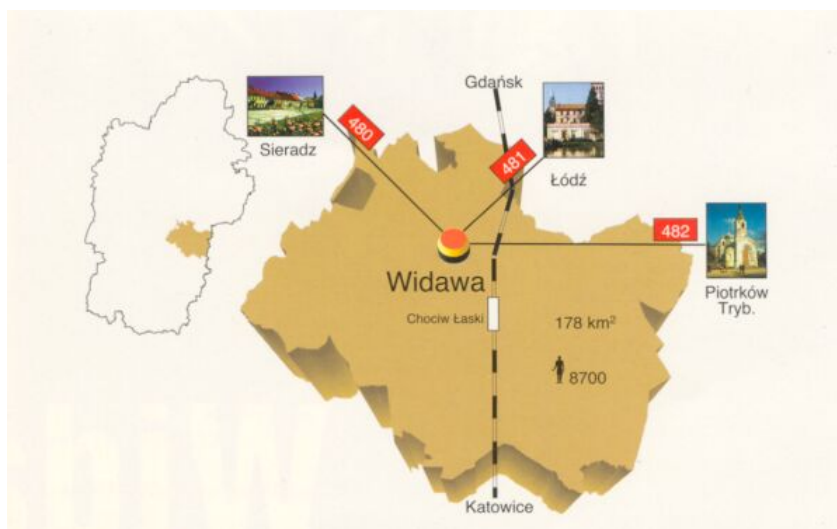 Gdańsk
480
481
Sieradz
Łódź
482
Widawa
Piotrków
Tryb.
Chociw Łaski
178 km²
8700
Katowice